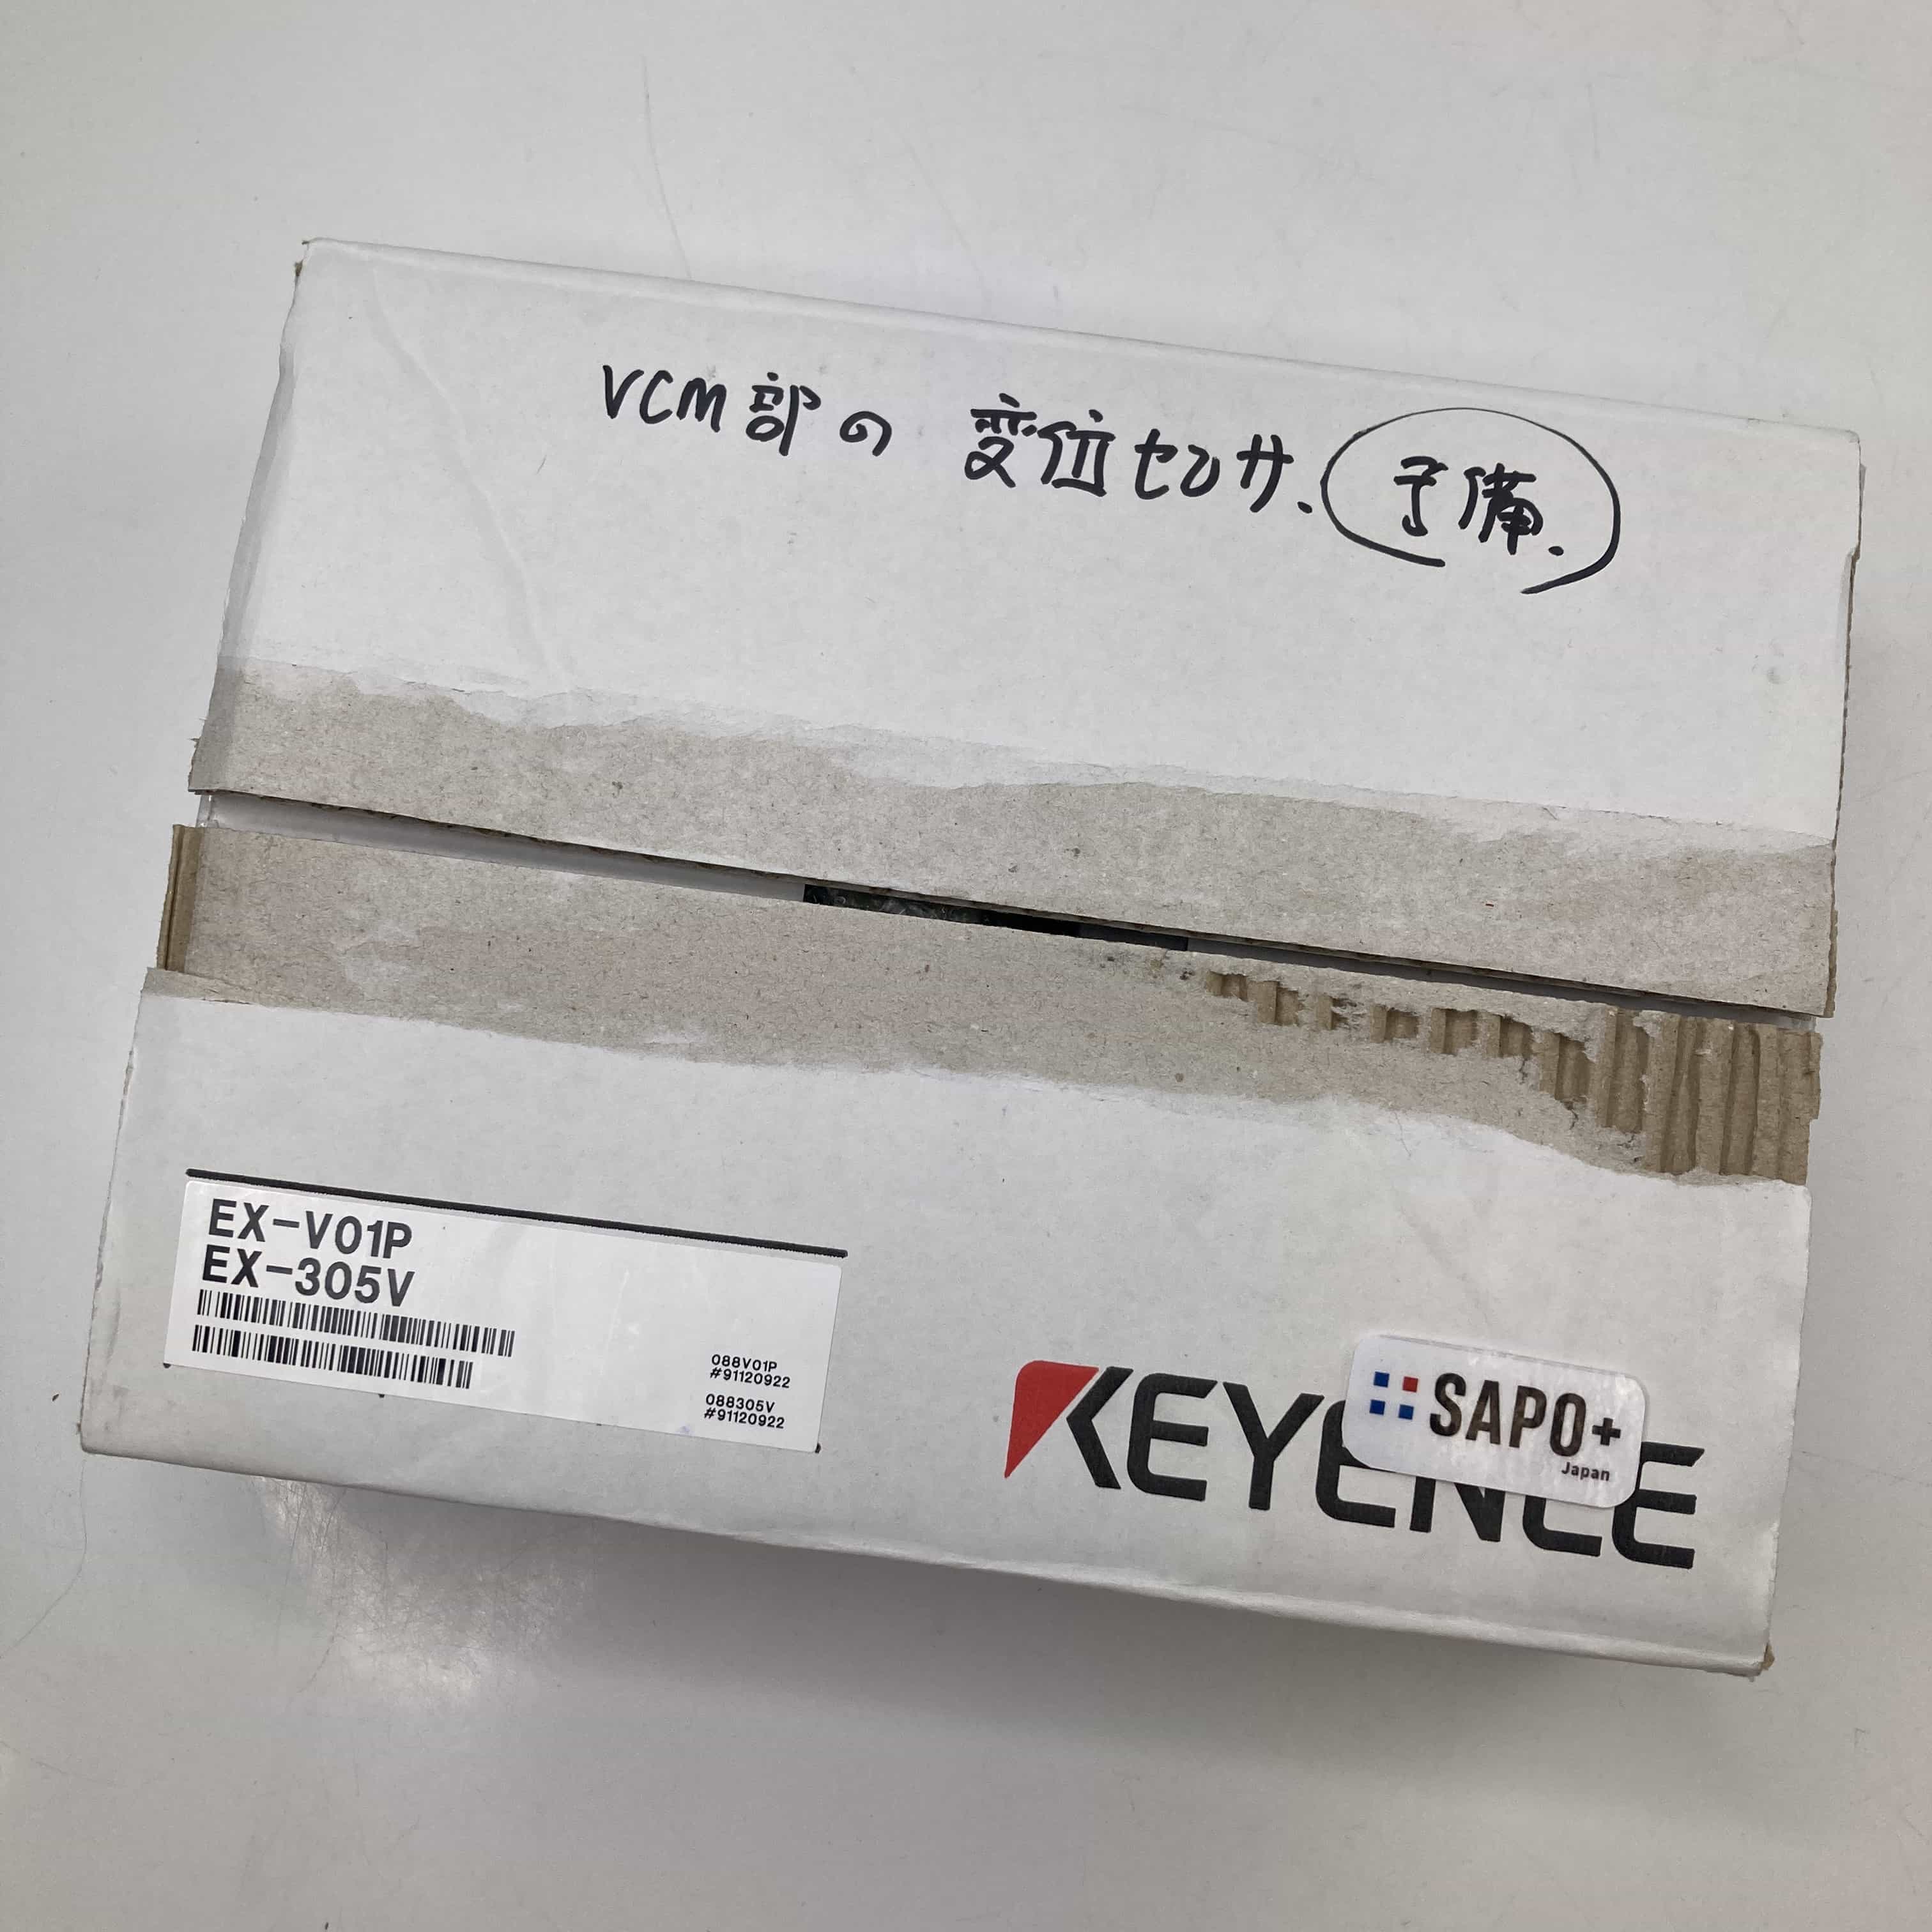 VCM部の 変位センサ. 予備.
EX-V01P
EX-305V
088V01P
#91120922
088305V
#91120922
KEYENCE
SAPO+
Japan